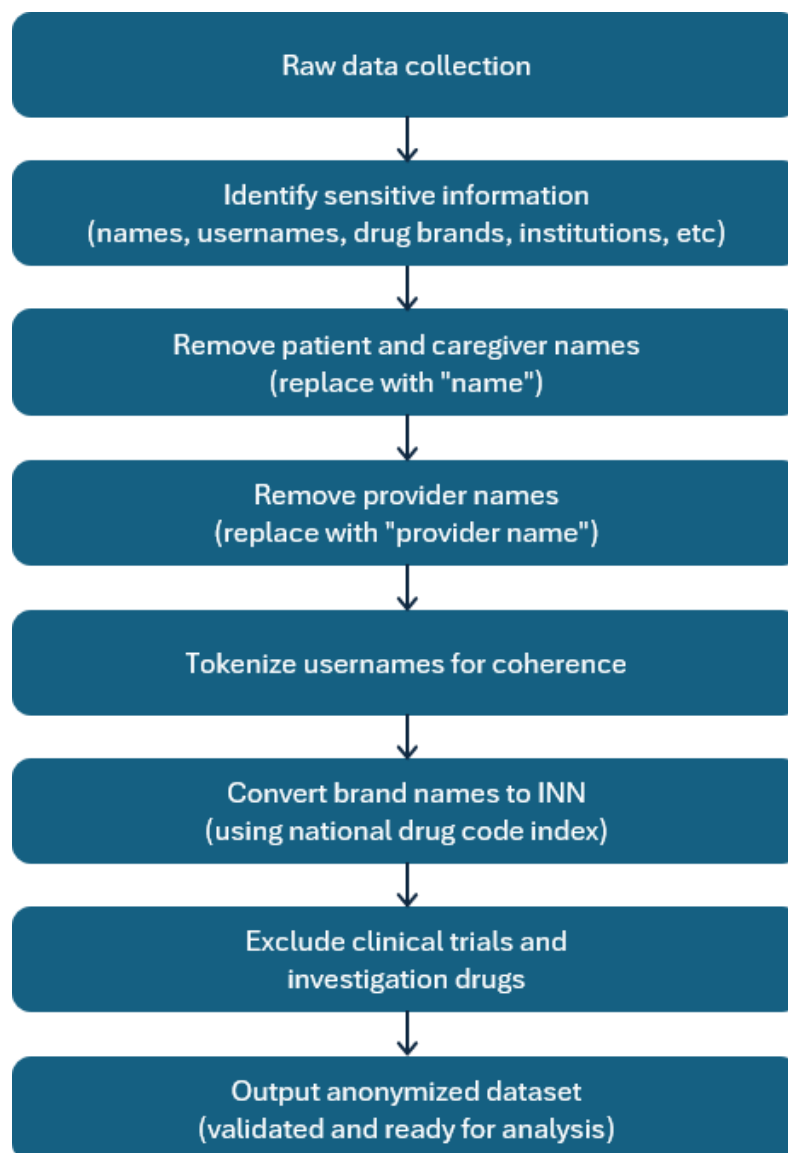 Raw data collection
Identify sensitive information
(names, usernames, drug brands, institutions, etc)
Remove patient and caregiver names
(replace with "name")
Remove provider names
(replace with "provider name")
Tokenize usernames for coherence
Convert brand names to INN
(using national drug code index)
Exclude clinical trials and
investigation drugs
Output anonymized dataset
(validated and ready for analysis)